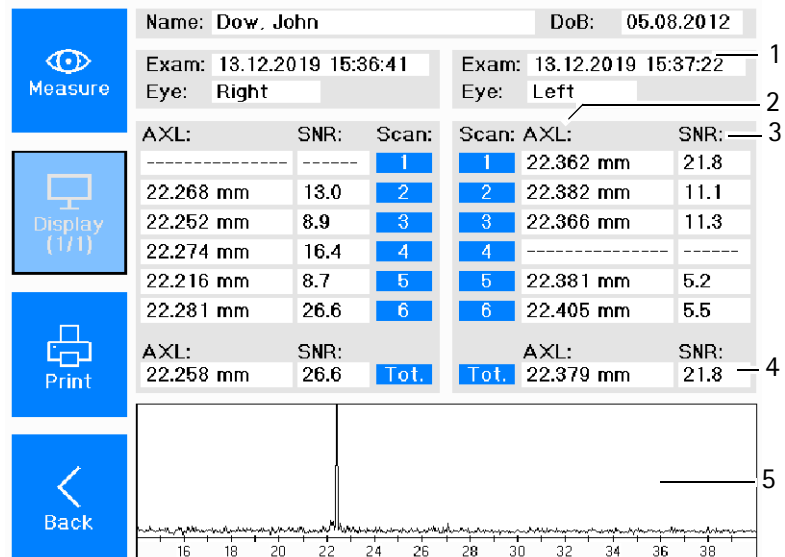 Name: Dow, John DoB: 05.08.2012
Measure
Exam: 13.12.2019 15:36:41 Exam: 13.12.2019 15:37:22 1
Eye: Right Eye: Left
2
AXL: SNR: Scan: Scan: AXL: SNR: 3
--------------- ------ 1 1 22.362 mm 21.8
22.268 mm 13.0 2 2 22.382 mm 11.1
Display
(1/1)
22.252 mm 8.9 3 3 22.366 mm 11.3
22.274 mm 16.4 4 4 --------------- ------
22.216 mm 8.7 5 5 22.381 mm 5.2
22.281 mm 26.6 6 6 22.405 mm 5.5
Print
AXL: SNR: AXL: SNR:
22.258 mm 26.6 Tot. Tot. 22.379 mm 21.8 4
5
Back
16 18 20 22 24 26 28 30 32 34 36 38